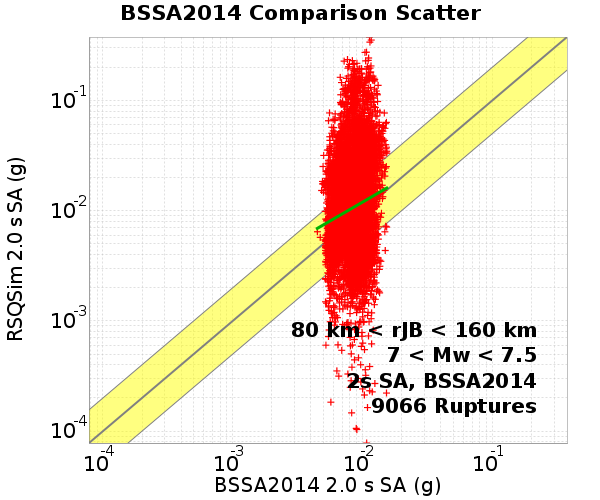 BSSA2014 Comparison Scatter
RSQSim 2.0 s SA (g)
10^-1
10^-2
10^-3
10^-4
80 km < rJB < 160 km
7 < Mw < 7.5
2s SA, BSSA2014
9066 Ruptures
10^-4 10^-3 10^-2 10^-1
BSSA2014 2.0 s SA (g)